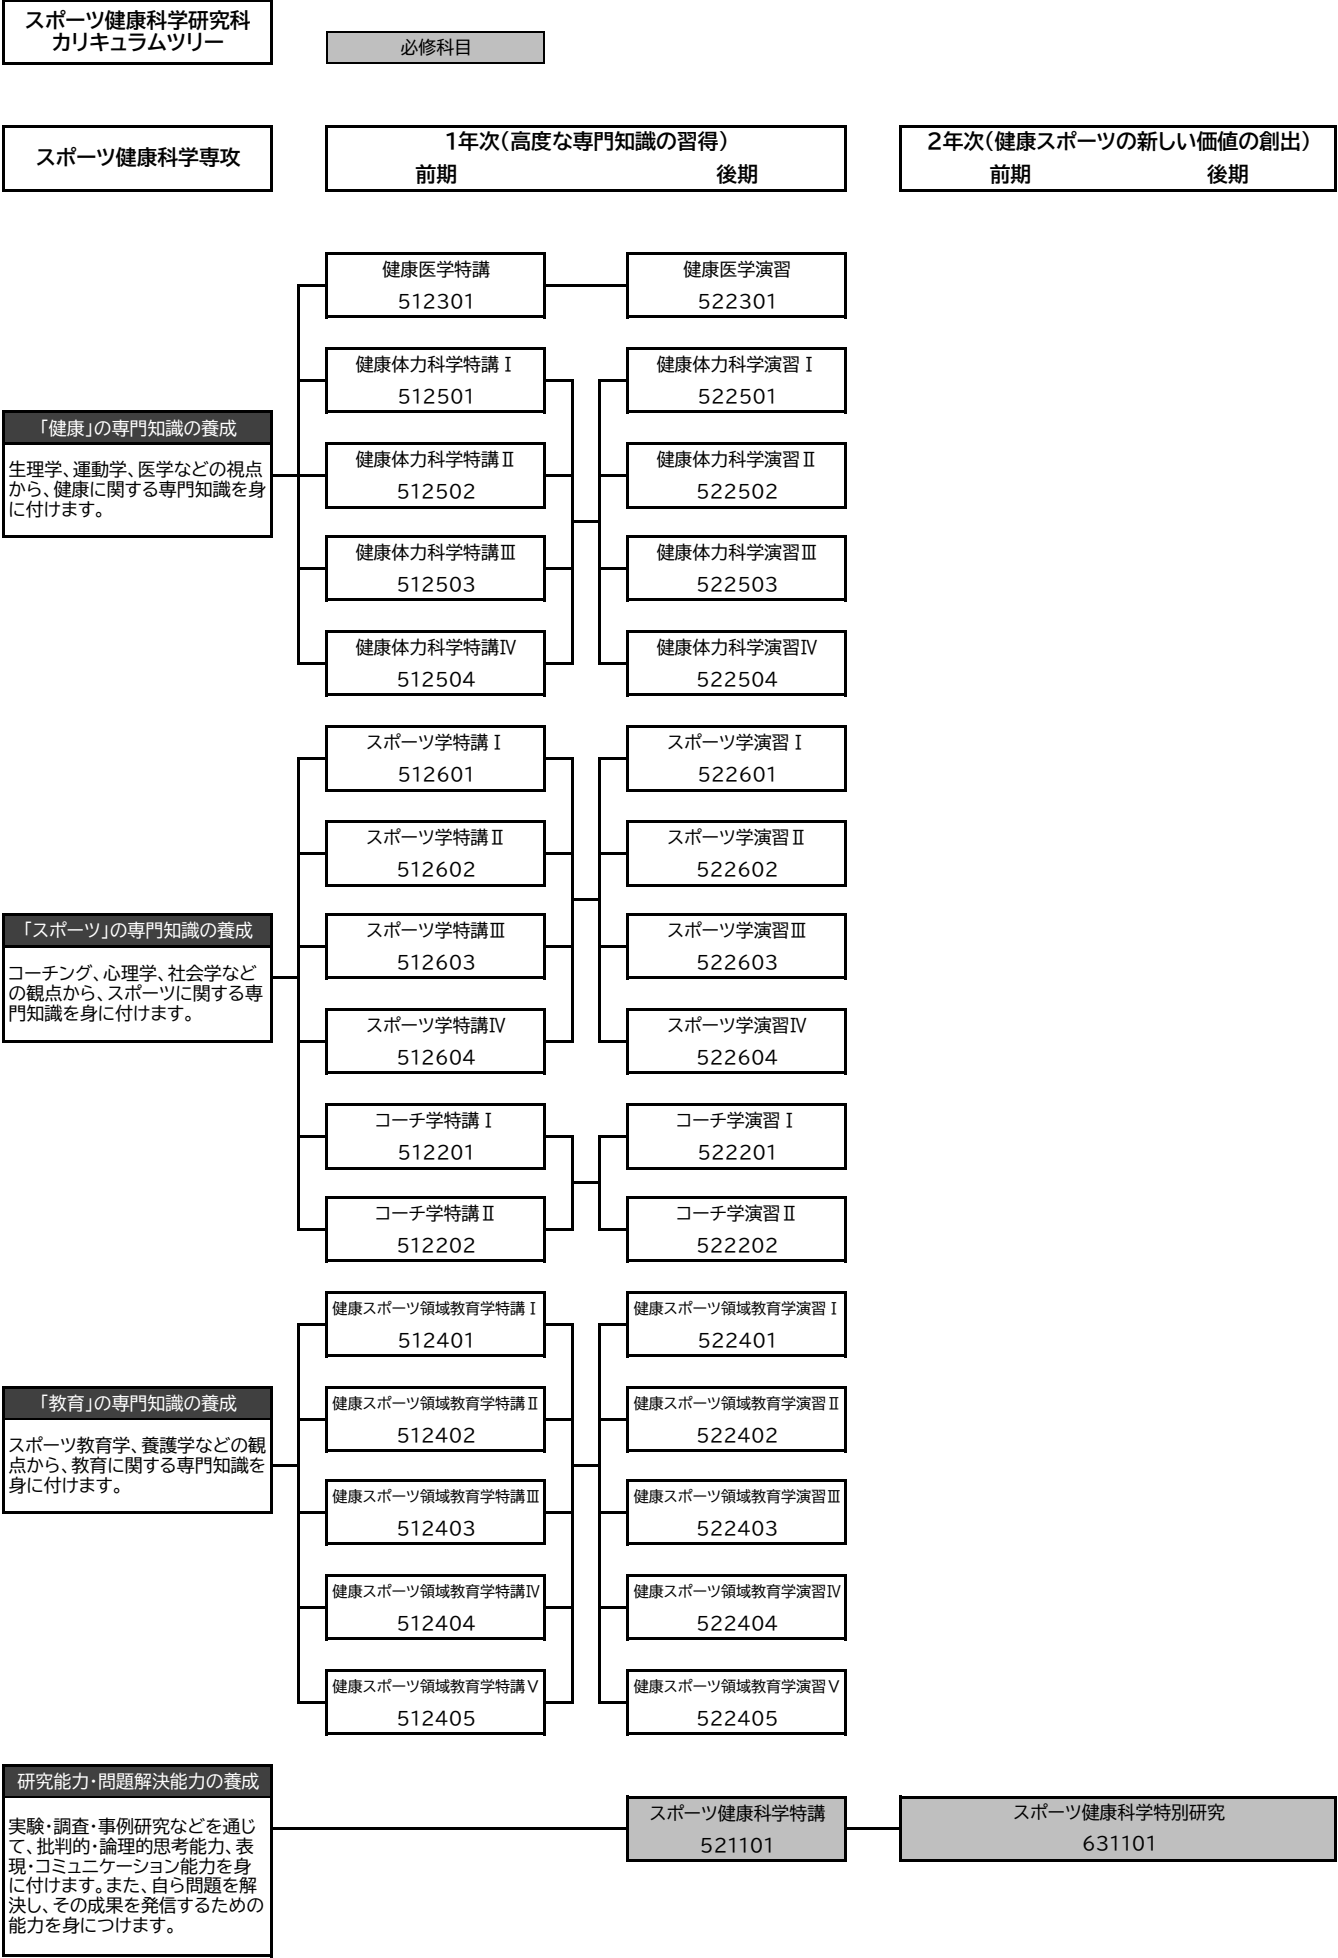 スポーツ健康科学研究科
カリキュラムツリー
必修科目
スポーツ健康科学専攻
1年次(高度な専門知識の習得)
前期 後期
2年次(健康スポーツの新しい価値の創出)
前期 後期
健康医学特講
512301
健康医学演習
522301
健康体力科学特講Ⅰ
512501
健康体力科学演習Ⅰ
522501
「健康」の専門知識の養成
生理学、運動学、医学などの視点
から、健康に関する専門知識を身
に付けます。
健康体力科学特講Ⅱ
512502
健康体力科学演習Ⅱ
522502
健康体力科学特講Ⅲ
512503
健康体力科学演習Ⅲ
522503
健康体力科学特講Ⅳ
512504
健康体力科学演習Ⅳ
522504
スポーツ学特講Ⅰ
512601
スポーツ学演習Ⅰ
522601
スポーツ学特講Ⅱ
512602
スポーツ学演習Ⅱ
522602
「スポーツ」の専門知識の養成
コーチング、心理学、社会学など
の観点から、スポーツに関する専
門知識を身に付けます。
スポーツ学特講Ⅲ
512603
スポーツ学演習Ⅲ
522603
スポーツ学特講Ⅳ
512604
スポーツ学演習Ⅳ
522604
コーチ学特講Ⅰ
512201
コーチ学演習Ⅰ
522201
コーチ学特講Ⅱ
512202
コーチ学演習Ⅱ
522202
健康スポーツ領域教育学特講Ⅰ
512401
健康スポーツ領域教育学演習Ⅰ
522401
「教育」の専門知識の養成
スポーツ教育学、養護学などの観
点から、教育に関する専門知識を
身に付けます。
健康スポーツ領域教育学特講Ⅱ
512402
健康スポーツ領域教育学演習Ⅱ
522402
健康スポーツ領域教育学特講Ⅲ
512403
健康スポーツ領域教育学演習Ⅲ
522403
健康スポーツ領域教育学特講Ⅳ
512404
健康スポーツ領域教育学演習Ⅳ
522404
健康スポーツ領域教育学特講Ⅴ
512405
健康スポーツ領域教育学演習Ⅴ
522405
研究能力・問題解決能力の養成
実験・調査・事例研究などを通じ
て、批判的・論理的思考能力、表
現・コミュニケーション能力を身
に付けます。また、自ら問題を解
決し、その成果を発信するための
能力を身につけます。
スポーツ健康科学特講
521101
スポーツ健康科学特別研究
631101